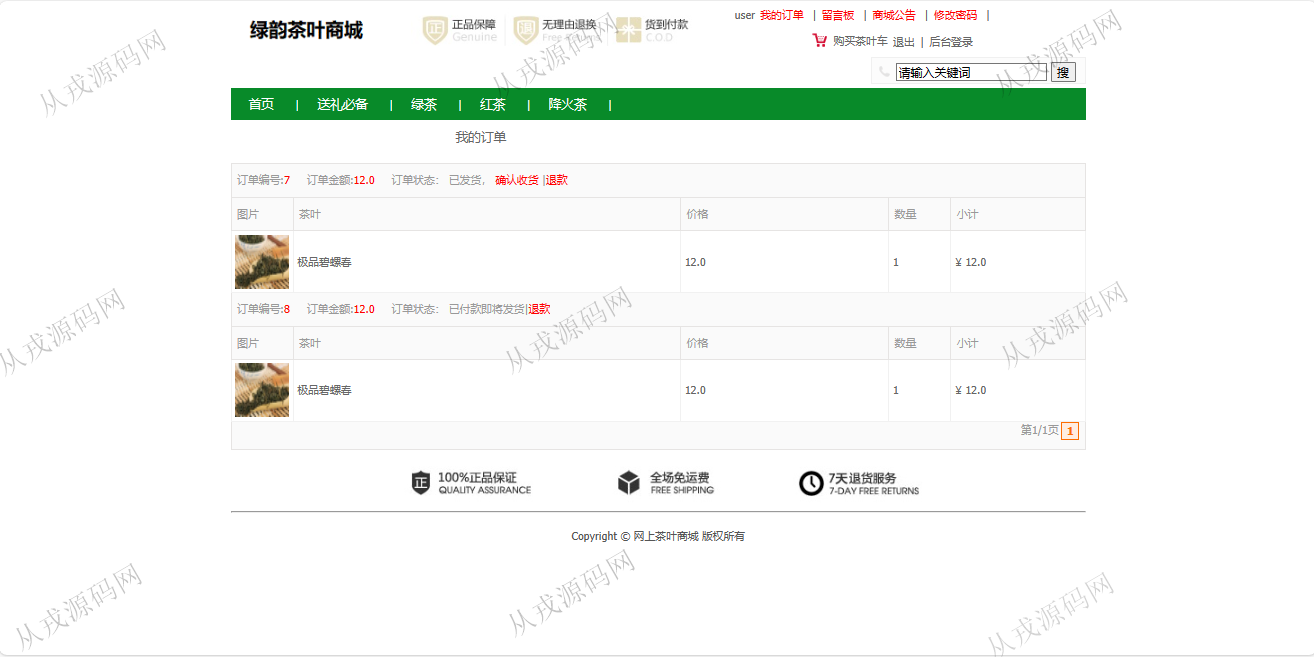 绿韵茶叶商城
正品保障
Genuine
无理由退换
货到付款
C.O.D
user 我的订单 | 留言板 | 商城公告 | 修改密码 |
购买茶叶车 退出 | 后台登录
请输入关键词 搜
首页 | 送礼必备 | 绿茶 | 红茶 | 降火茶 |
我的订单
订单编号:7 订单金额:12.0 订单状态: 已发货, 确认收货 |退款
图片 茶叶 价格 数量 小计
极品碧螺春 12.0 1 ¥ 12.0
订单编号:8 订单金额:12.0 订单状态: 已付款即将发货|退款
图片 茶叶 价格 数量 小计
极品碧螺春 12.0 1 ¥ 12.0
第1/1页 1
100%正品保证
QUALITY ASSURANCE
全场免运费
FREE SHIPPING
7天退货服务
7-DAY FREE RETURNS
Copyright © 网上茶叶商城 版权所有
从戎源码网
从戎源码网
从戎源码网
从戎源码网
从戎源码网
从戎源码网
从戎源码网
从戎源码网
从戎源码网